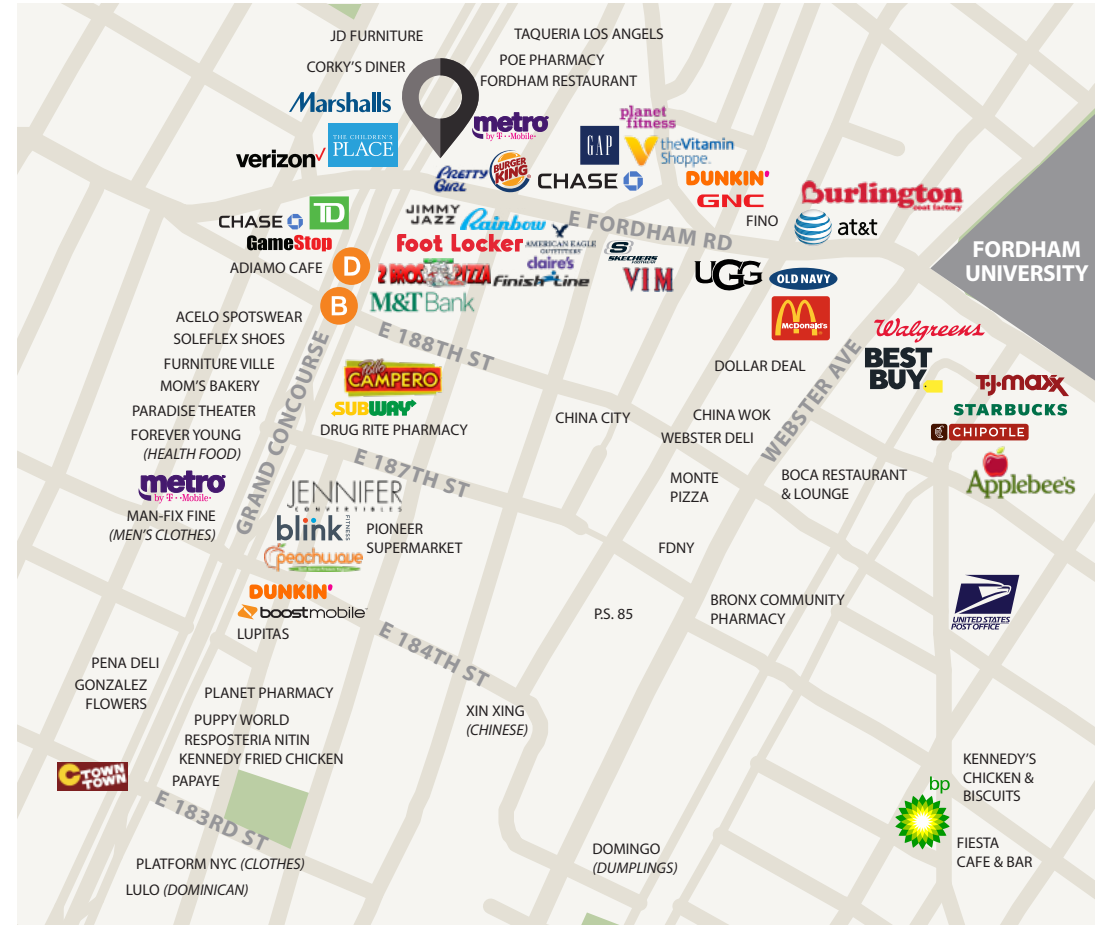 JD FURNITURE
TAQUERIA LOS ANGELS
CORKY'S DINER
POE PHARMACY
FORDHAM RESTAURANT
Marshalls
metro
by T-Mobile
planet
fitness
verizon
THE CHILDREN'S
PLACE
GAP
theVitamin
Shoppe.
PRETTY
GIRL
BURGER
KING
CHASE
DUNKIN'
GNC
Burlington
coat factory
CHASE
TD
JIMMY
JAZZ
Rainbow
E FORDHAM RD
FINO
at&t
GameStop
Foot Locker
AMERICAN EAGLE
OUTFITTERS
S
SKECHERS
FORDHAM
UNIVERSITY
ADIAMO CAFE
D
2 BROS. PIZZA
claire's
Finish Line
VIM
UGG
OLD NAVY
B
M&T Bank
McDonald's
ACELO SPOTSWEAR
SOLEFLEX SHOES
E 188TH ST
Walgreens
FURNITURE VILLE
MOM'S BAKERY
Pollo
CAMPERO
DOLLAR DEAL
WEBSTER AVE
BEST
BUY
T.J.maxx
PARADISE THEATER
SUBWAY
DRUG RITE PHARMACY
CHINA CITY
CHINA WOK
STARBUCKS
FOREVER YOUNG
(HEALTH FOOD)
GRAND CONCOURSE
WEBSTER DELI
CHIPOTLE
metro
by T-Mobile
E 187TH ST
MONTE
PIZZA
BOCA RESTAURANT
& LOUNGE
Applebee's
JENNIFER
CONVERTIBLES
MAN-FIX FINE
(MEN'S CLOTHES)
blink
FITNESS
PIONEER
SUPERMARKET
FDNY
peachwave
DUNKIN'
boostmobile
LUPITAS
P.S. 85
BRONX COMMUNITY
PHARMACY
UNITED STATES
POST OFFICE
E 184TH ST
PENA DELI
GONZALEZ
FLOWERS
PLANET PHARMACY
XIN XING
(CHINESE)
PUPPY WORLD
RESPOSTERIA NITIN
KENNEDY FRIED CHICKEN
PAPAYE
CTOWN
TOWN
E 183RD ST
bp
KENNEDY'S
CHICKEN &
BISCUITS
FIESTA
CAFE & BAR
PLATFORM NYC (CLOTHES)
LULO (DOMINICAN)
DOMINGO
(DUMPLINGS)